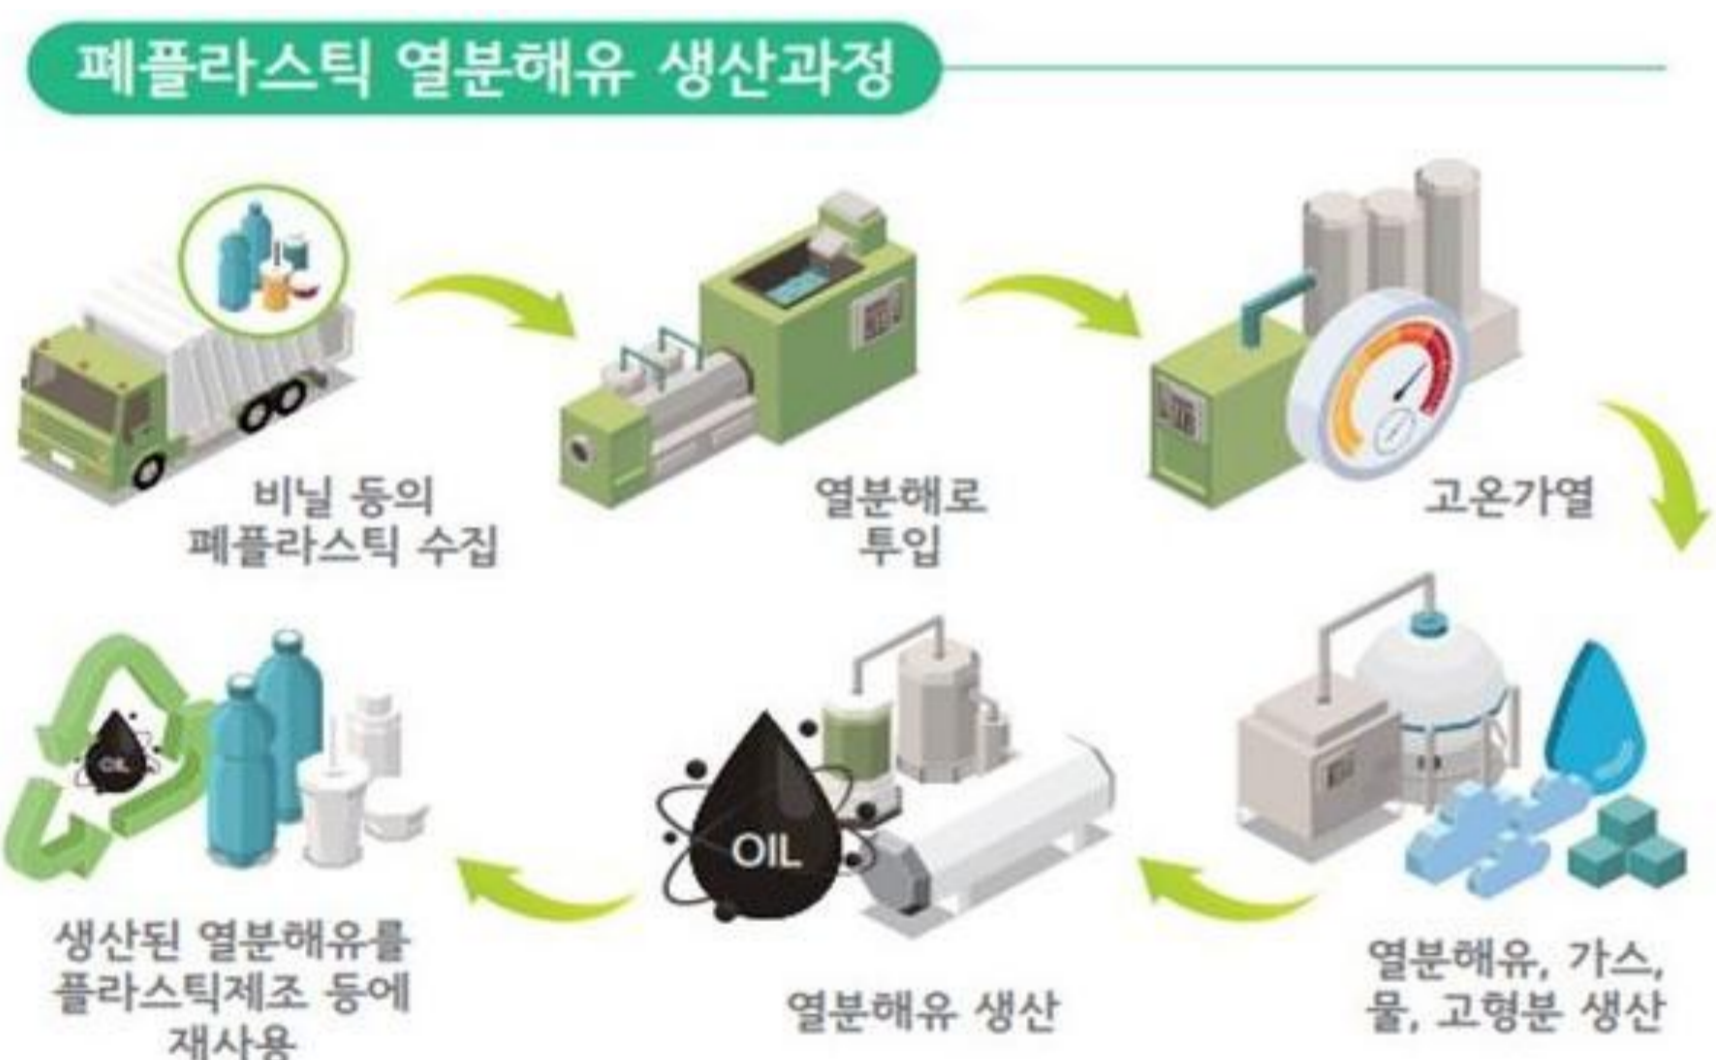 폐플라스틱 열분해유 생산과정
비닐 등의
폐플라스틱 수집
열분해로
투입
고온가열
열분해유, 가스,
물, 고형분 생산
OIL
열분해유 생산
OIL
생산된 열분해유를
플라스틱제조 등에
재사용